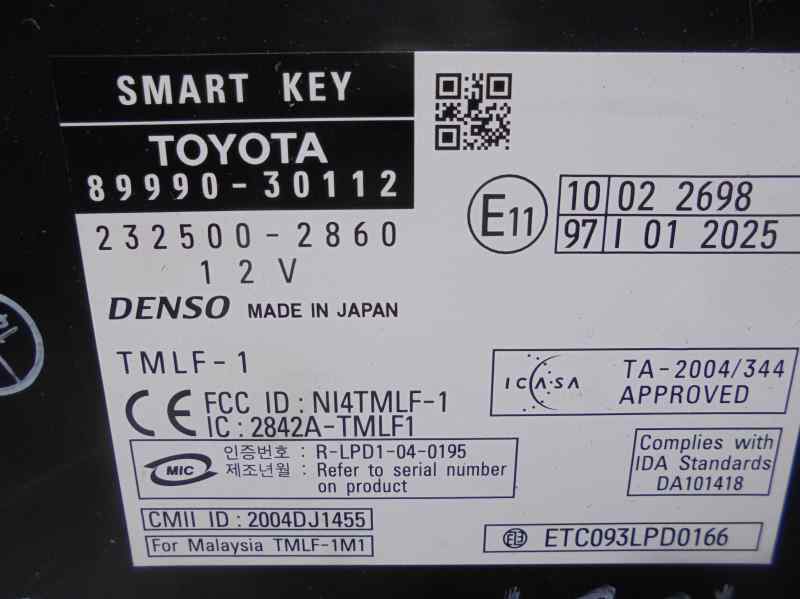 SMART KEY
TOYOTA
89990-30112
232500-2860
12V
DENSO MADE IN JAPAN
E11
10 02 2698
97 I 01 2025
TMLF-1
CE FCC ID : NI4TMLF-1
IC : 2842A-TMLF1
ICASA TA-2004/344
APPROVED
MIC 인증번호 : R-LPD1-04-0195
제조년월 : Refer to serial number
on product
Complies with
IDA Standards
DA101418
CMII ID : 2004DJ1455
For Malaysia TMLF-1M1
ETC093LPD0166